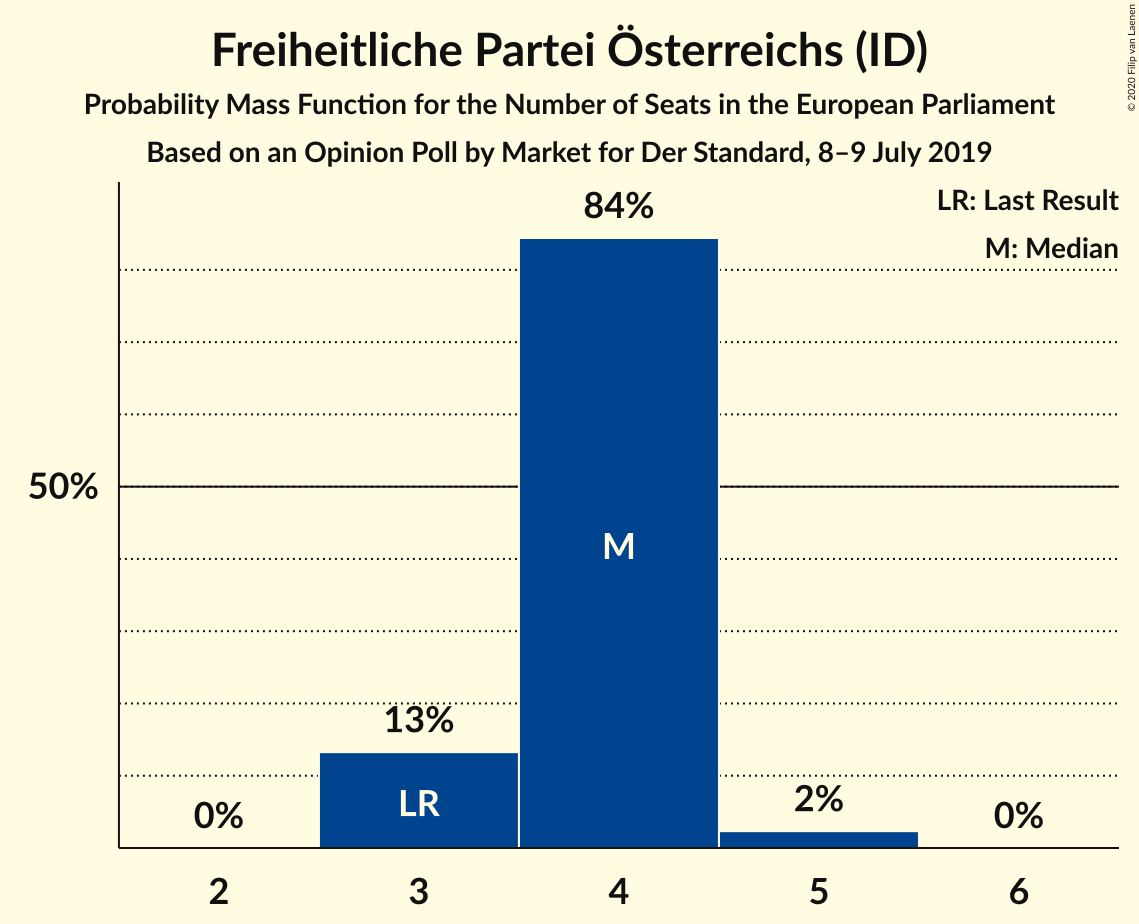 Freiheitliche Partei Österreichs (ID)
Probability Mass Function for the Number of Seats in the European Parliament
Based on an Opinion Poll by Market for Der Standard, 8–9 July 2019
© 2020 Filip van Laenen
LR: Last Result
M: Median
84%
50%
M
13%
LR
2%
0%
0%
2 3 4 5 6